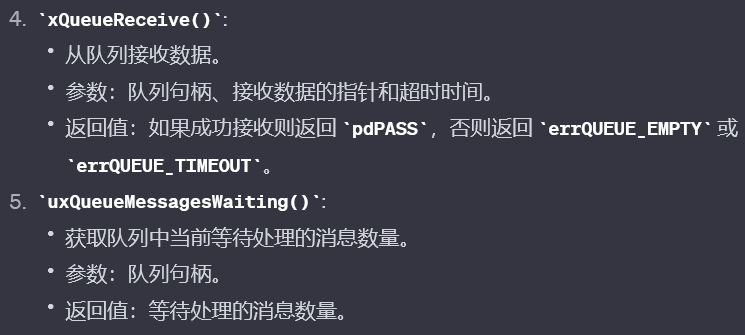 4. `xQueueReceive()`:
• 从队列接收数据。
• 参数：队列句柄、接收数据的指针和超时时间。
• 返回值：如果成功接收则返回 `pdPASS`，否则返回 `errQUEUE_EMPTY` 或
`errQUEUE_TIMEOUT`。
5. `uxQueueMessagesWaiting()`:
• 获取队列中当前等待处理的消息数量。
• 参数：队列句柄。
• 返回值：等待处理的消息数量。